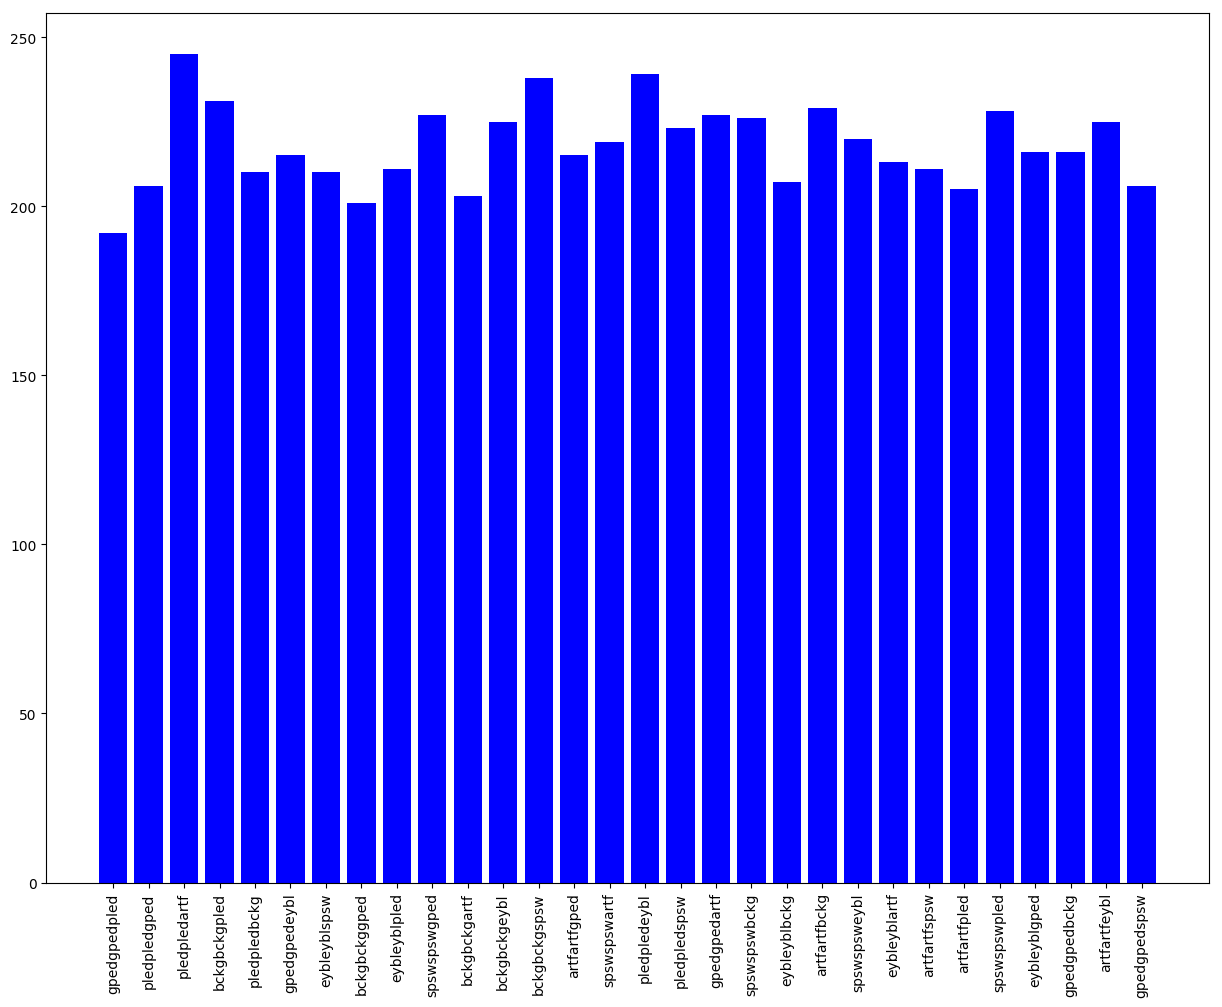 250
200
150
100
50
0
gpedgpedpled
pledpledgped
pledpledartf
bckgbckgpled
pledpledbckg
gpedgpedeybl
eybleyblspsw
bckgbckggped
eybleyblpled
spswspswgped
bckgbckgartf
bckgbckgeybl
bckgbckgspsw
artfartfgped
spswspswartf
pledpledeybl
pledpledspsw
gpedgpedartf
spswspswbckg
eybleyblbckg
artfartfbckg
spswspsweybl
eybleyblartf
artfartfspsw
artfartfpled
spswspswpled
eybleyblgped
gpedgpedbckg
artfartfeybl
gpedgpedspsw